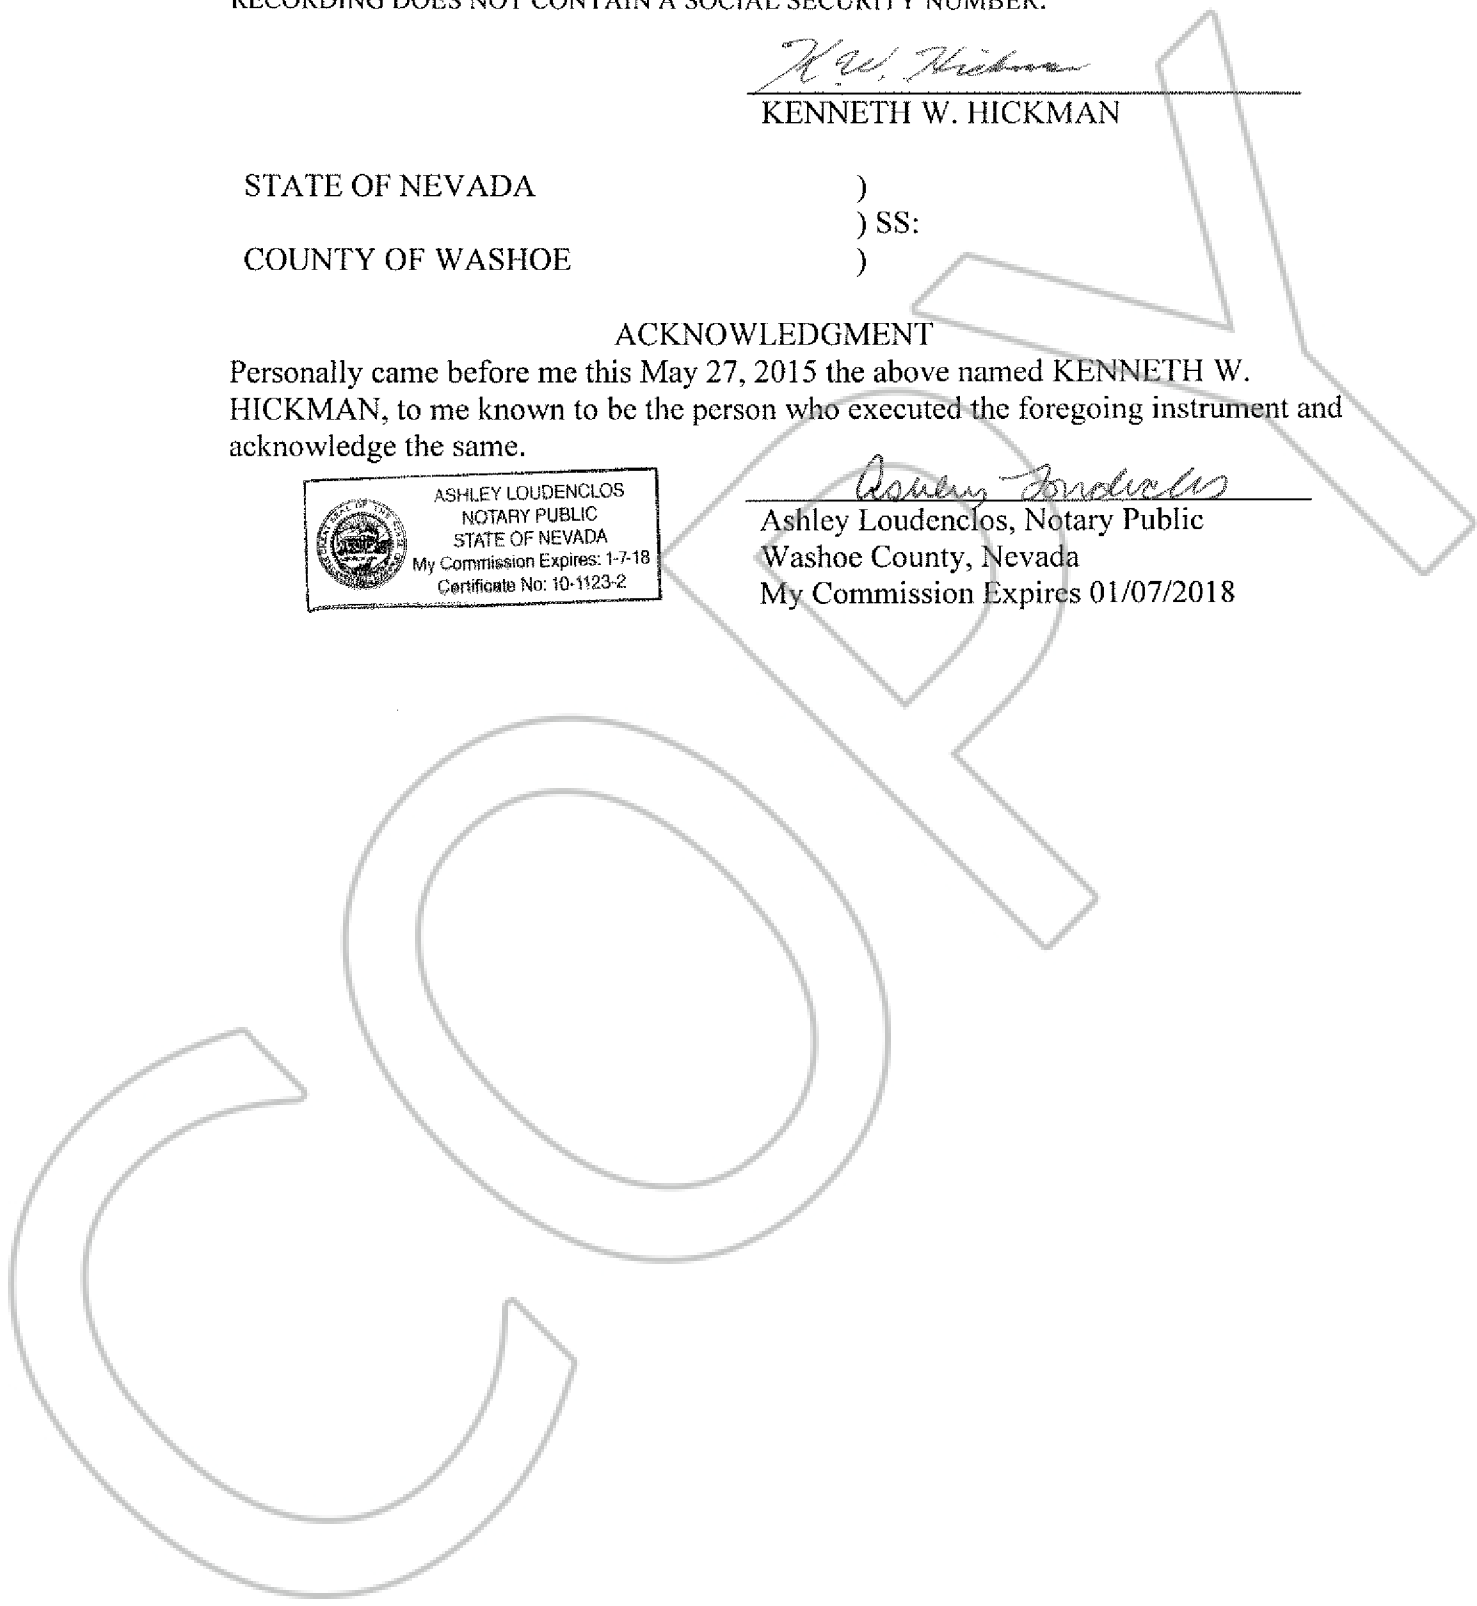 RECORDING DOES NOT CONTAIN A SOCIAL SECURITY NUMBER.
K W. Hickman
KENNETH W. HICKMAN
STATE OF NEVADA )
) SS:
COUNTY OF WASHOE )
ACKNOWLEDGMENT
Personally came before me this May 27, 2015 the above named KENNETH W.
HICKMAN, to me known to be the person who executed the foregoing instrument and
acknowledge the same.
ASHLEY LOUDENCLOS
NOTARY PUBLIC
STATE OF NEVADA
My Commission Expires: 1-7-18
Certificate No: 10-1123-2
Ashley Loudenclos
Ashley Loudenclos, Notary Public
Washoe County, Nevada
My Commission Expires 01/07/2018
COPY